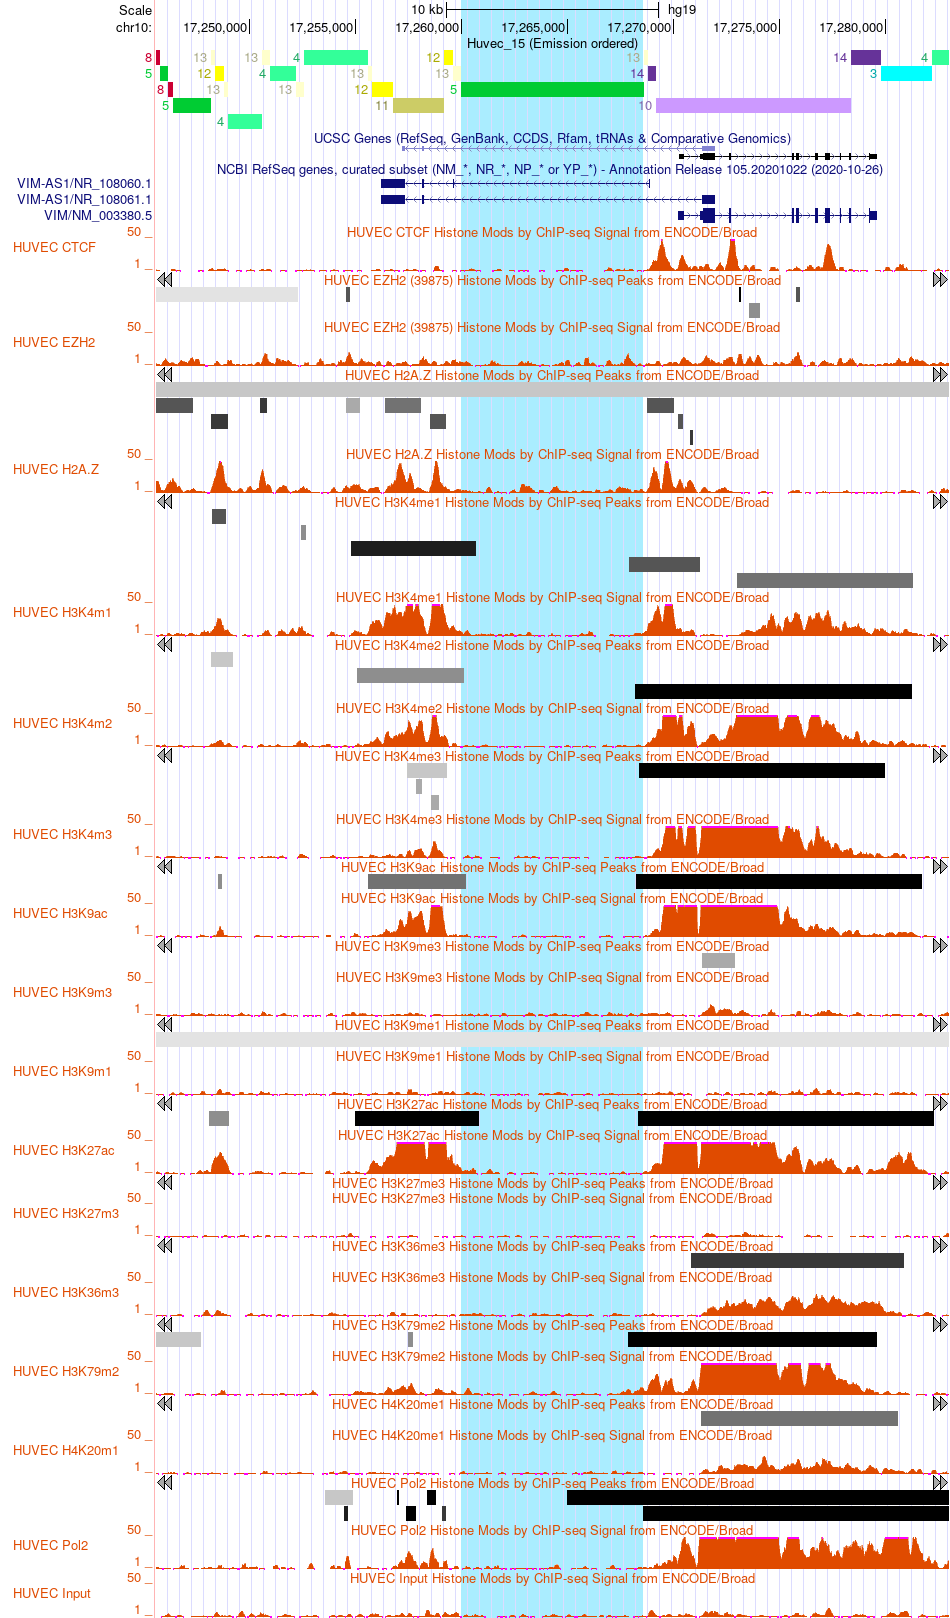 Scale 10 kb hg19
chr10: 17,250,000 17,255,000 17,260,000 17,265,000 17,270,000 17,275,000 17,280,000
Huvec_15 (Emission ordered)
8 13 13 4 12 13 14 4
5 12 4 13 13 14 3
8 13 13 12 5
5 11 10
4
UCSC Genes (RefSeq, GenBank, CCDS, Rfam, tRNAs & Comparative Genomics)
NCBI RefSeq genes, curated subset (NM_*, NR_*, NP_* or YP_*) - Annotation Release 105.20201022 (2020-10-26)
VIM-AS1/NR_108060.1
VIM-AS1/NR_108061.1
VIM/NM_003380.5
50 _ HUVEC CTCF Histone Mods by ChIP-seq Signal from ENCODE/Broad
HUVEC CTCF
1 _
HUVEC EZH2 (39875) Histone Mods by ChIP-seq Peaks from ENCODE/Broad
50 _ HUVEC EZH2 (39875) Histone Mods by ChIP-seq Signal from ENCODE/Broad
HUVEC EZH2
1 _
HUVEC H2A.Z Histone Mods by ChIP-seq Peaks from ENCODE/Broad
50 _ HUVEC H2A.Z Histone Mods by ChIP-seq Signal from ENCODE/Broad
HUVEC H2A.Z
1 _
HUVEC H3K4me1 Histone Mods by ChIP-seq Peaks from ENCODE/Broad
50 _ HUVEC H3K4me1 Histone Mods by ChIP-seq Signal from ENCODE/Broad
HUVEC H3K4m1
1 _
HUVEC H3K4me2 Histone Mods by ChIP-seq Peaks from ENCODE/Broad
50 _ HUVEC H3K4me2 Histone Mods by ChIP-seq Signal from ENCODE/Broad
HUVEC H3K4m2
1 _
HUVEC H3K4me3 Histone Mods by ChIP-seq Peaks from ENCODE/Broad
50 _ HUVEC H3K4me3 Histone Mods by ChIP-seq Signal from ENCODE/Broad
HUVEC H3K4m3
1 _
HUVEC H3K9ac Histone Mods by ChIP-seq Peaks from ENCODE/Broad
50 _ HUVEC H3K9ac Histone Mods by ChIP-seq Signal from ENCODE/Broad
HUVEC H3K9ac
1 _
HUVEC H3K9me3 Histone Mods by ChIP-seq Peaks from ENCODE/Broad
50 _ HUVEC H3K9me3 Histone Mods by ChIP-seq Signal from ENCODE/Broad
HUVEC H3K9m3
1 _
HUVEC H3K9me1 Histone Mods by ChIP-seq Peaks from ENCODE/Broad
50 _ HUVEC H3K9me1 Histone Mods by ChIP-seq Signal from ENCODE/Broad
HUVEC H3K9m1
1 _
HUVEC H3K27ac Histone Mods by ChIP-seq Peaks from ENCODE/Broad
50 _ HUVEC H3K27ac Histone Mods by ChIP-seq Signal from ENCODE/Broad
HUVEC H3K27ac
1 _
HUVEC H3K27me3 Histone Mods by ChIP-seq Peaks from ENCODE/Broad
50 _ HUVEC H3K27me3 Histone Mods by ChIP-seq Signal from ENCODE/Broad
HUVEC H3K27m3
1 _
HUVEC H3K36me3 Histone Mods by ChIP-seq Peaks from ENCODE/Broad
50 _ HUVEC H3K36me3 Histone Mods by ChIP-seq Signal from ENCODE/Broad
HUVEC H3K36m3
1 _
HUVEC H3K79me2 Histone Mods by ChIP-seq Peaks from ENCODE/Broad
50 _ HUVEC H3K79me2 Histone Mods by ChIP-seq Signal from ENCODE/Broad
HUVEC H3K79m2
1 _
HUVEC H4K20me1 Histone Mods by ChIP-seq Peaks from ENCODE/Broad
50 _ HUVEC H4K20me1 Histone Mods by ChIP-seq Signal from ENCODE/Broad
HUVEC H4K20m1
1 _
HUVEC Pol2 Histone Mods by ChIP-seq Peaks from ENCODE/Broad
50 _ HUVEC Pol2 Histone Mods by ChIP-seq Signal from ENCODE/Broad
HUVEC Pol2
1 _
50 _ HUVEC Input Histone Mods by ChIP-seq Signal from ENCODE/Broad
HUVEC Input
1 _